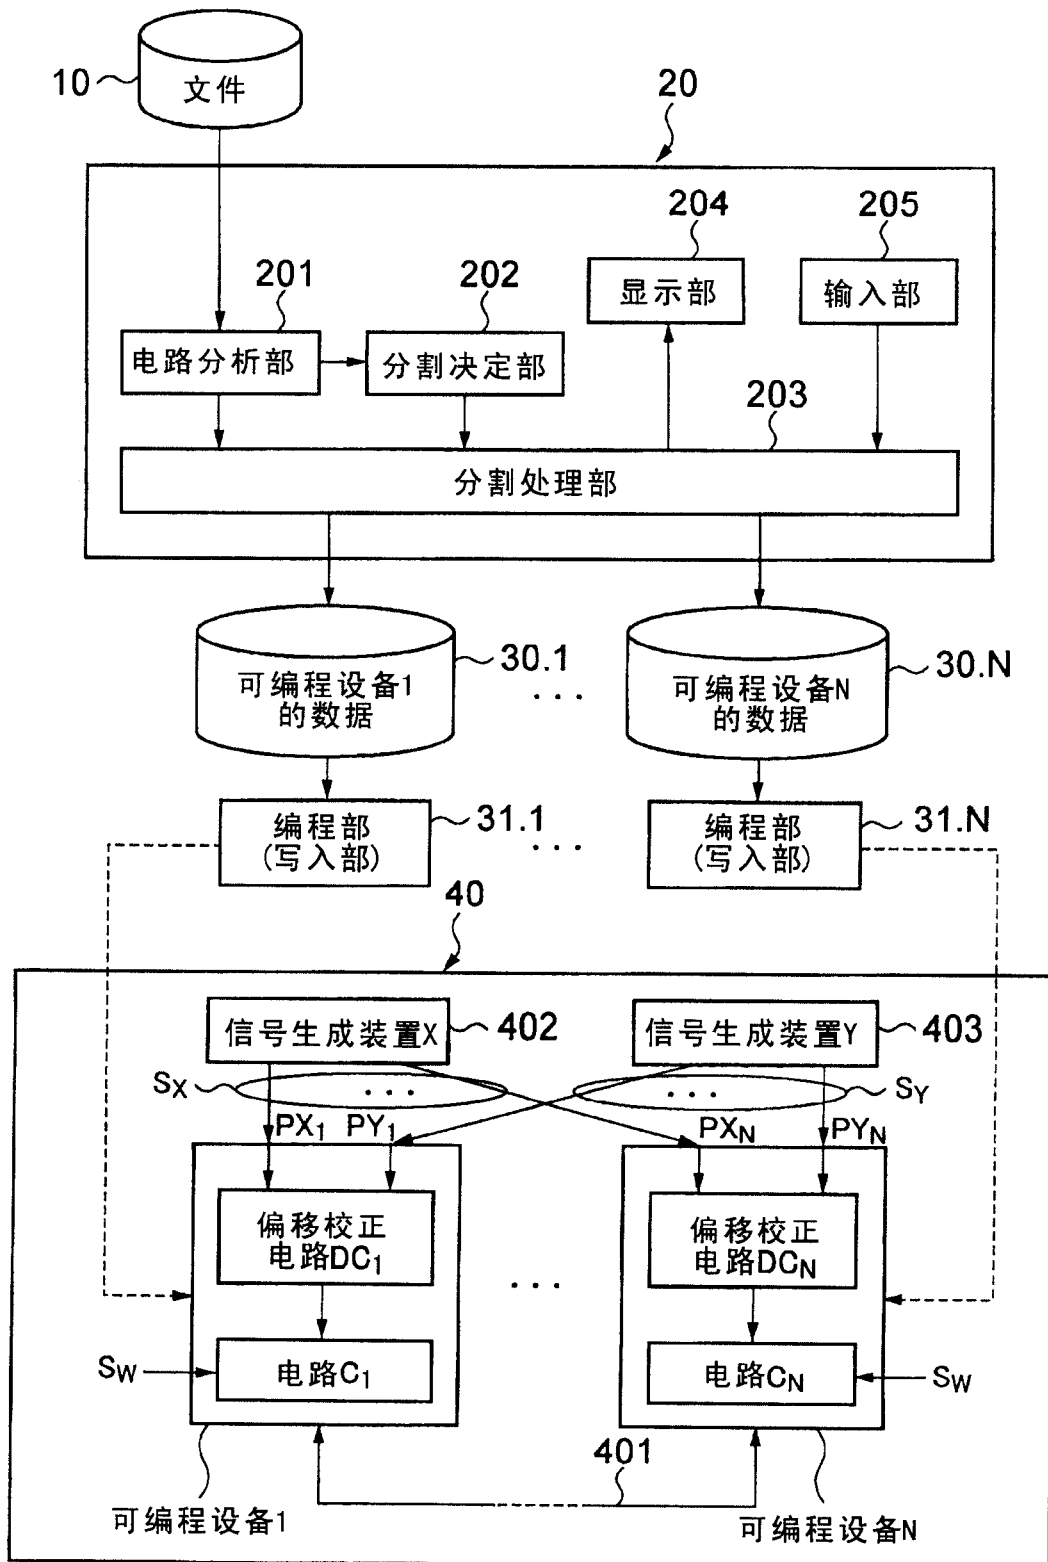 10
文件
20
204
205
201
202
显示部
输入部
电路分析部
分割决定部
203
分割处理部
可编程设备1
的数据
30.1
...
可编程设备N
的数据
30.N
编程部
(写入部)
31.1
...
编程部
(写入部)
31.N
40
信号生成装置X
402
信号生成装置Y
403
SX
...
...
SY
PX1 PY1
PXN PYN
偏移校正
电路DC1
...
偏移校正
电路DCN
SW
电路C1
电路CN
SW
401
可编程设备1
可编程设备N